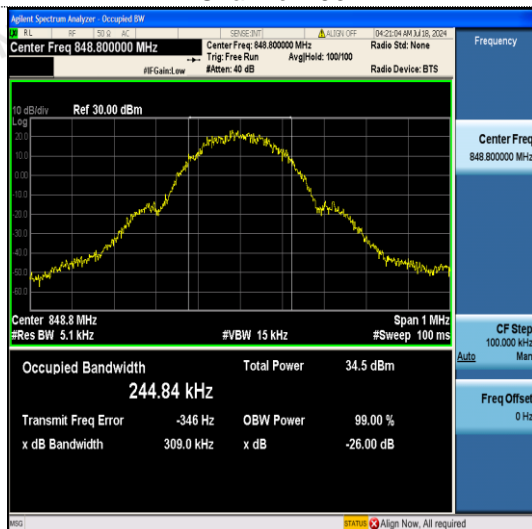 Agilent Spectrum Analyzer - Occupied BW
RL RF 50 Ω AC SENSE:INT ALIGN OFF 04:21:04 AM Jul 18, 2024
Center Freq 848.800000 MHz Center Freq: 848.800000 MHz Radio Std: None Frequency
Trig: Free Run Avg|Hold: 100/100
#IFGain:Low #Atten: 40 dB Radio Device: BTS
10 dB/div Ref 30.00 dBm
Log
20.0
10.0
0.00
-10.0
-20.0
-30.0
-40.0
-50.0
-60.0
Center Freq
848.800000 MHz
Center 848.8 MHz Span 1 MHz
#Res BW 5.1 kHz #VBW 15 kHz #Sweep 100 ms
CF Step
100.000 kHz
Auto Man
Occupied Bandwidth Total Power 34.5 dBm
244.84 kHz
Freq Offset
0 Hz
Transmit Freq Error -346 Hz OBW Power 99.00 %
x dB Bandwidth 309.0 kHz x dB -26.00 dB
MSG STATUS Align Now, All required